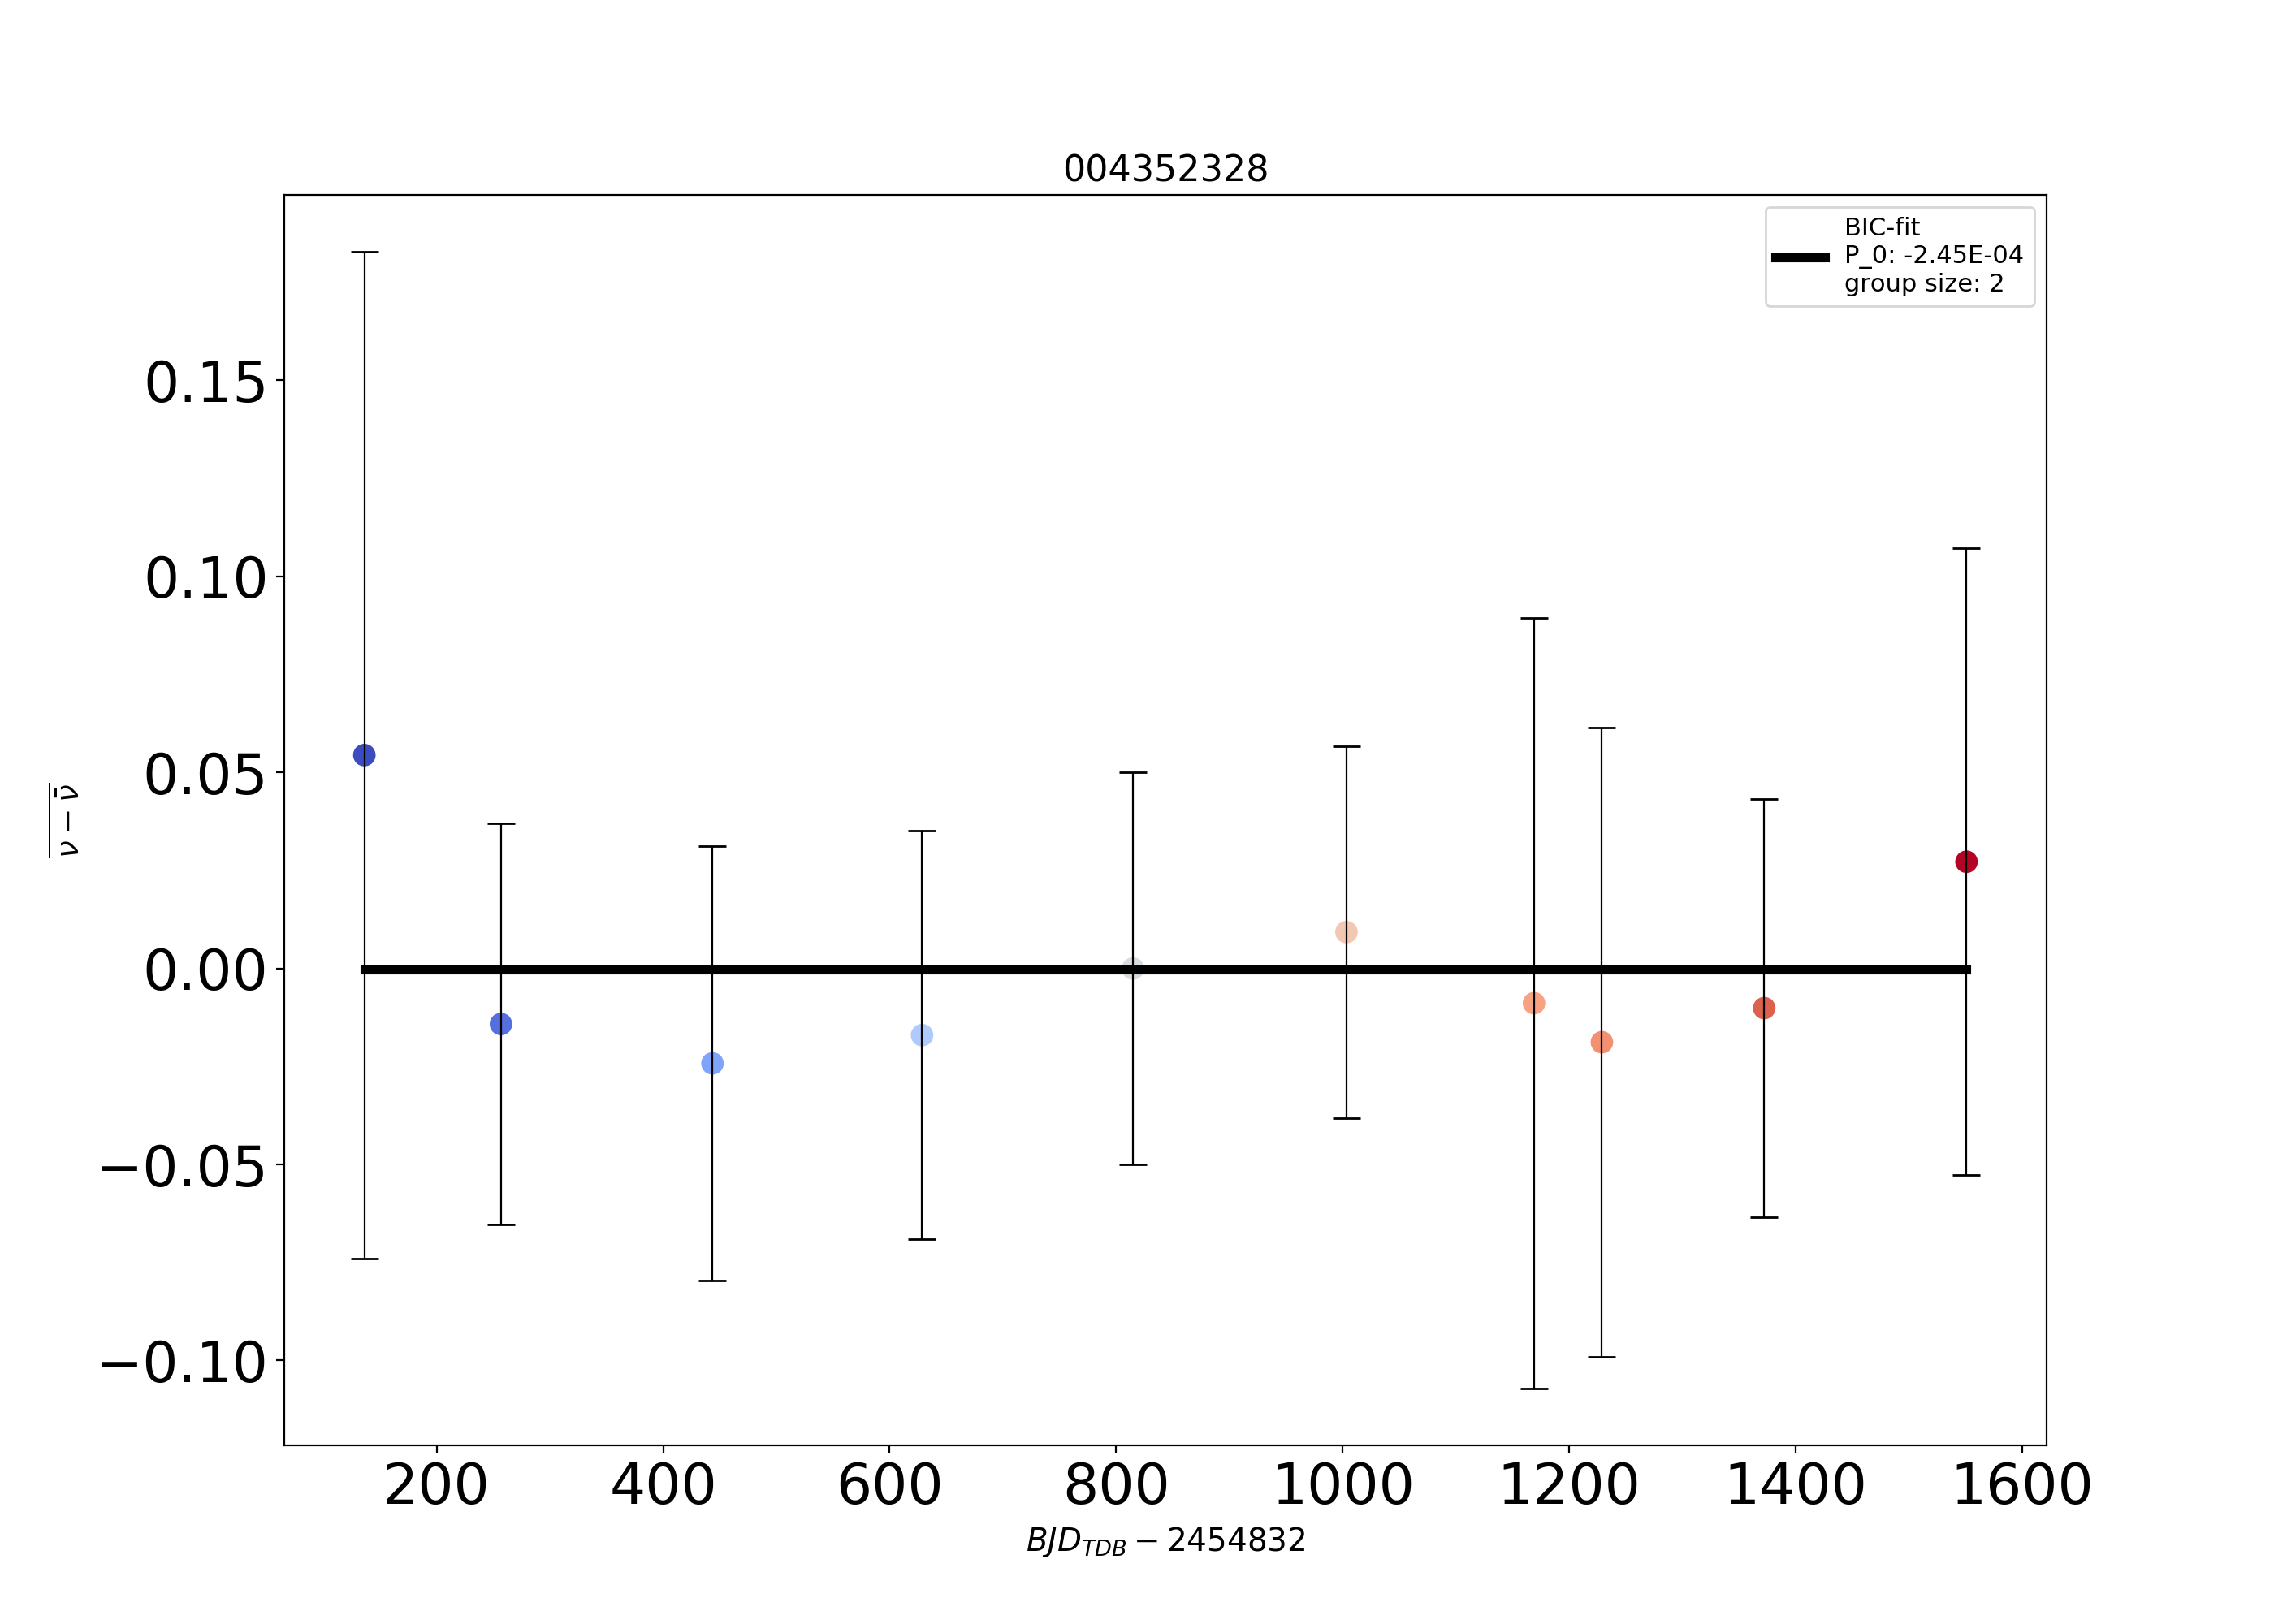 004352328
BIC-fit
P_0: -2.45E-04
group size: 2
0.15
0.10
0.05
0.00
−0.05
−0.10
ν − ν̄
200 400 600 800 1000 1200 1400 1600
BJD_TDB − 2454832